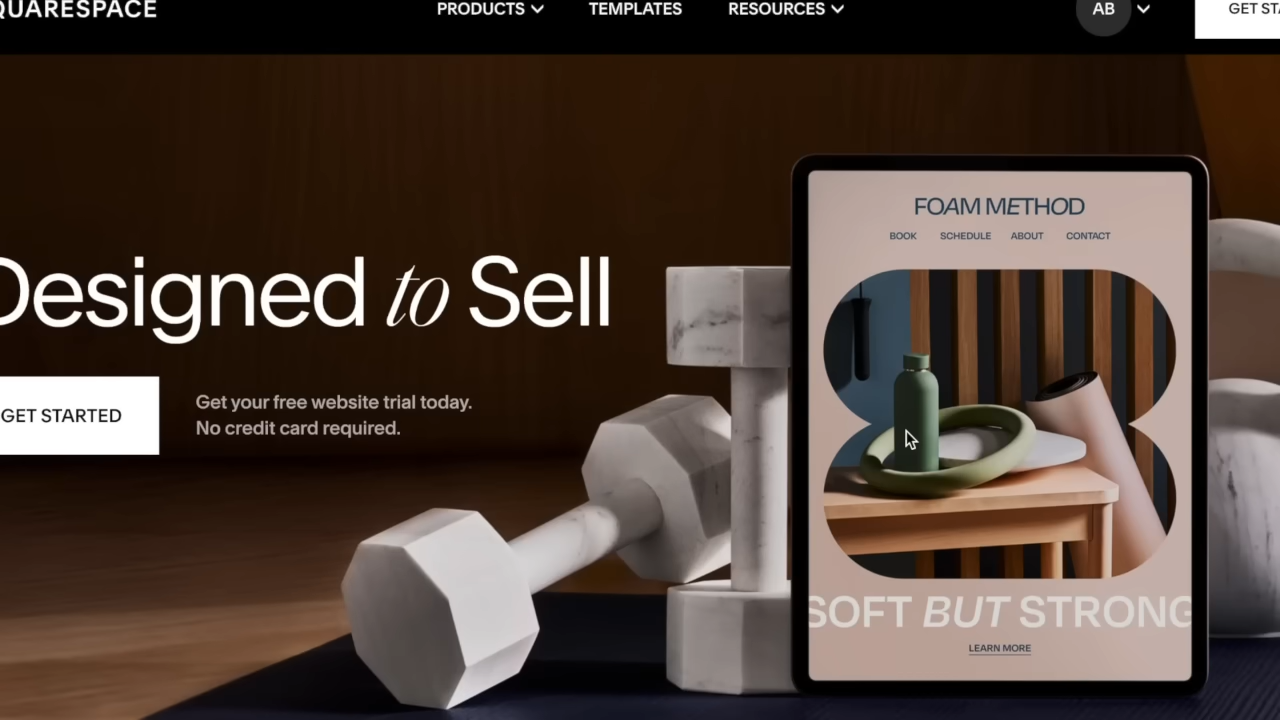 QUARESPACE
PRODUCTS
TEMPLATES
RESOURCES
AB
GET STA
Designed to Sell
GET STARTED
Get your free website trial today.
No credit card required.
FOAM METHOD
BOOK
SCHEDULE
ABOUT
CONTACT
SOFT BUT STRONG
LEARN MORE